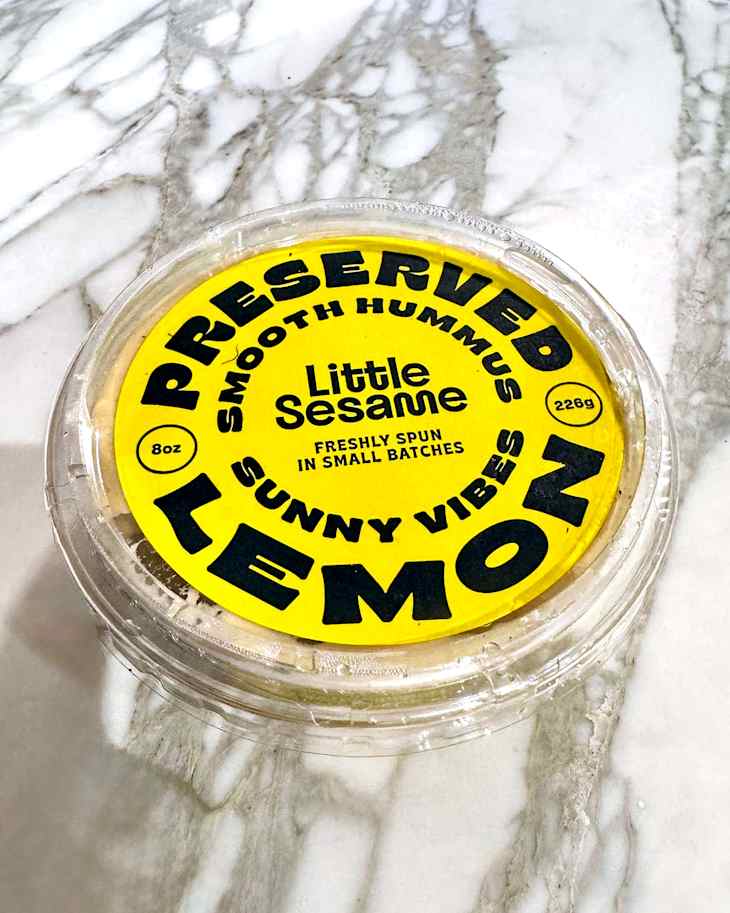 PRESERVED
SMOOTH HUMMUS
Little
Sesame
FRESHLY SPUN
IN SMALL BATCHES
8oz
226g
SUNNY VIBES
LEMON